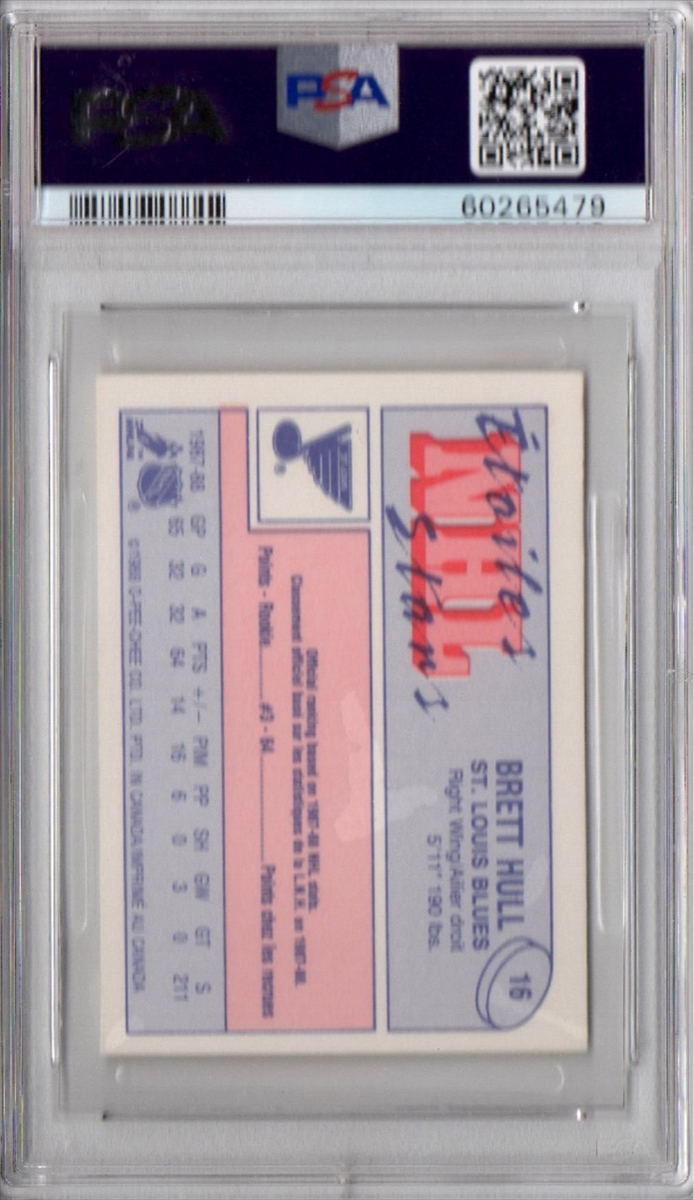 PSA
PSA
60265479
NHL
Étoiles
Stars
BRETT HULL
ST. LOUIS BLUES
Right Wing/Ailier droit
5'11" 190 lbs.
16
Official ranking based on 1987-88 NHL stats.
Classement officiel basé sur les statistiques de la L.N.H. en 1987-88.
Points - Rookie........#3 - 64........Points chez les recrues
1987-88 GP G A PTS +/- PIM PP SH GW GT S
65 32 32 64 14 16 6 0 3 0 211
©1988 O-PEE-CHEE CO. LTD. PTD. IN CANADA/IMPRIMÉ AU CANADA